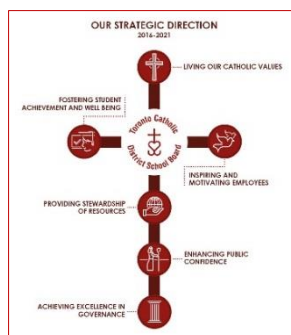 OUR STRATEGIC DIRECTION
2016-2021
LIVING OUR CATHOLIC VALUES
FOSTERING STUDENT
ACHIEVEMENT AND WELL BEING
Toronto Catholic
District School Board
INSPIRING AND
MOTIVATING EMPLOYEES
PROVIDING STEWARDSHIP
OF RESOURCES
ENHANCING PUBLIC
CONFIDENCE
ACHIEVING EXCELLENCE IN
GOVERNANCE